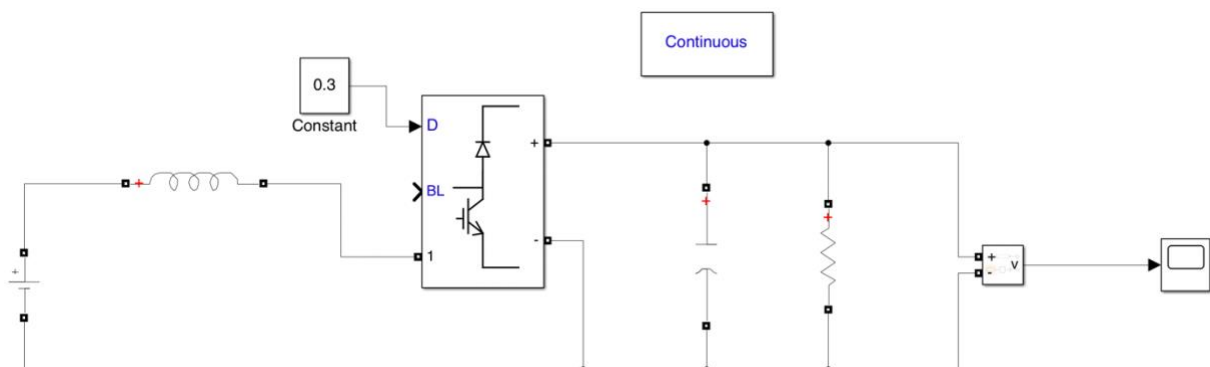 Continuous
0.3
Constant
D
+
BL
-
1
+
+
+
+
+
-
v